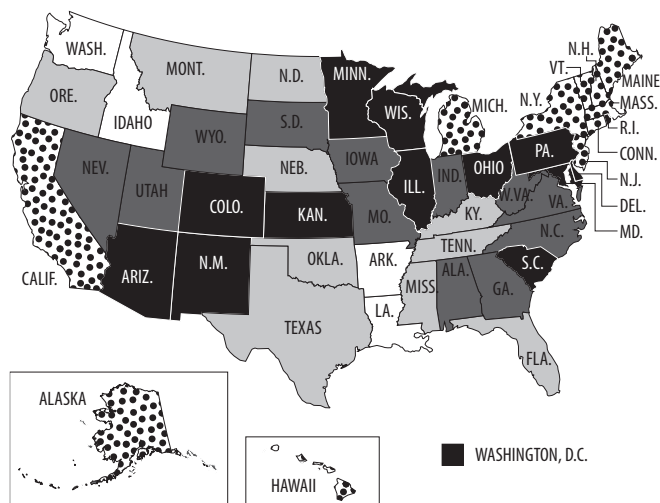 WASH.
MONT.
N.D.
MINN.
N.H.
VT.
MAINE
ORE.
IDAHO
WYO.
S.D.
WIS.
MICH.
N.Y.
MASS.
R.I.
CONN.
NEV.
UTAH
COLO.
NEB.
IOWA
ILL.
IND.
OHIO
PA.
N.J.
DEL.
MD.
CALIF.
KAN.
MO.
KY.
W.VA.
VA.
ARIZ.
N.M.
OKLA.
ARK.
TENN.
N.C.
S.C.
TEXAS
LA.
MISS.
ALA.
GA.
FLA.
ALASKA
HAWAII
WASHINGTON, D.C.